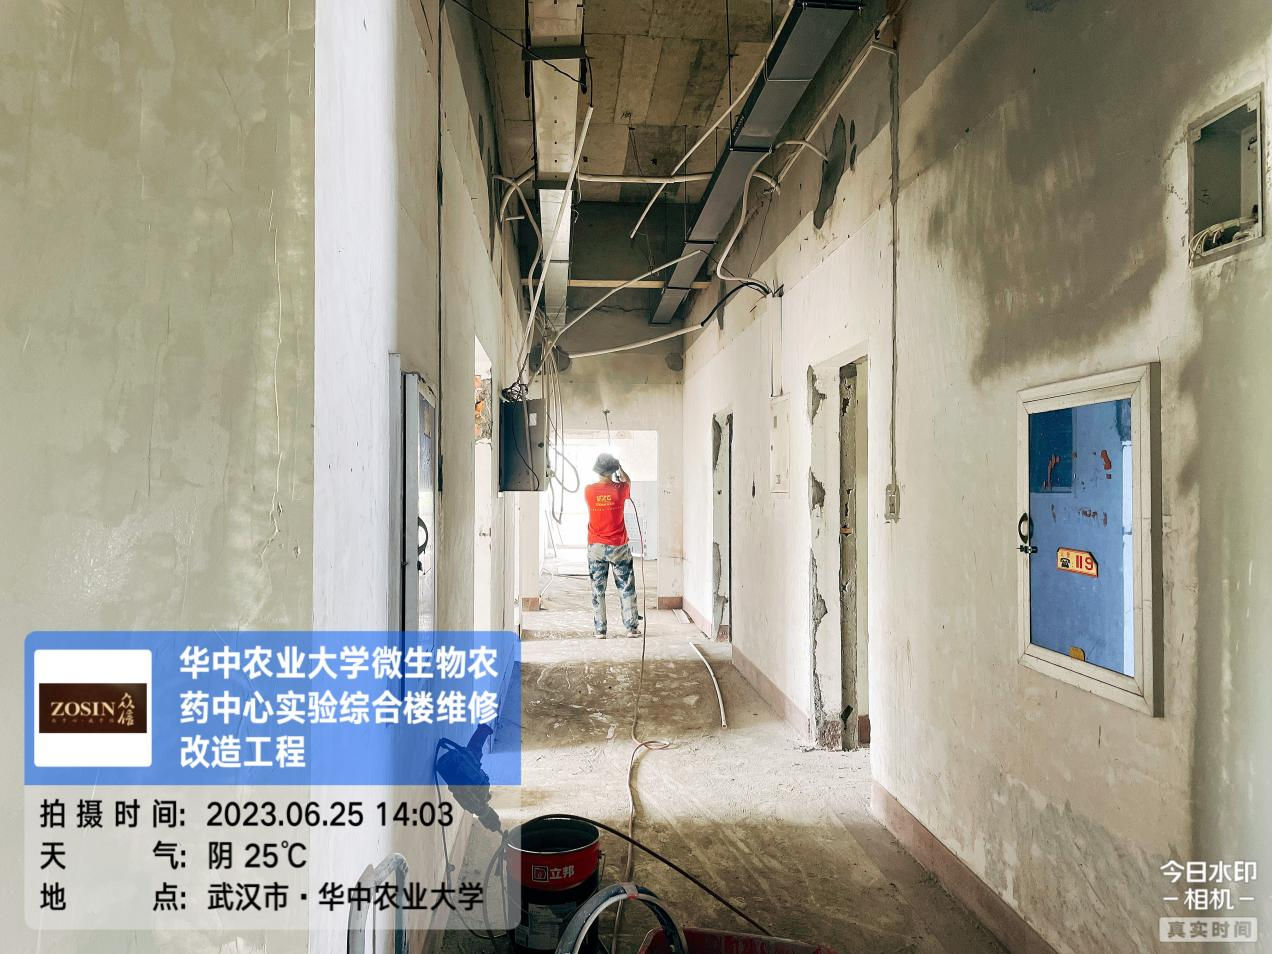 119
立邦
ZOSIN 众信
华中农业大学微生物农
药中心实验综合楼维修
改造工程
拍摄时间: 2023.06.25 14:03
天气: 阴 25℃
地点: 武汉市·华中农业大学
今日水印
-相机-
真实时间